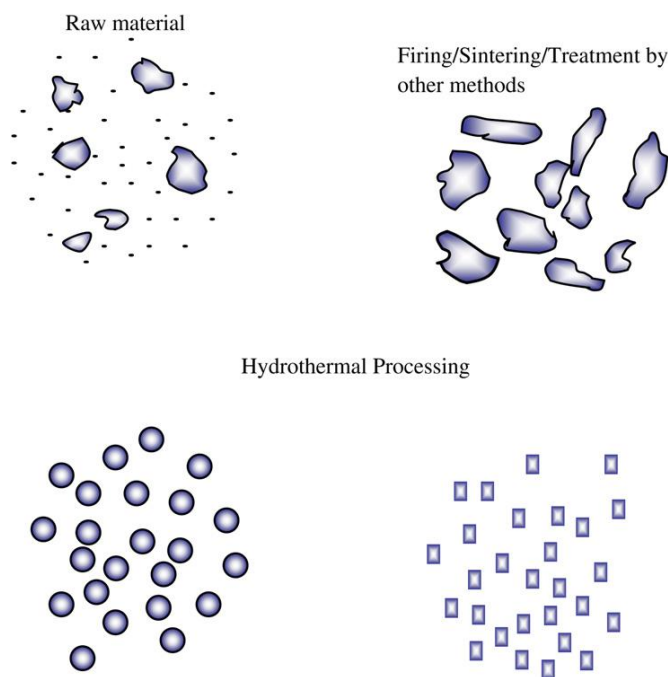 Raw material
Firing/Sintering/Treatment by
other methods
Hydrothermal Processing